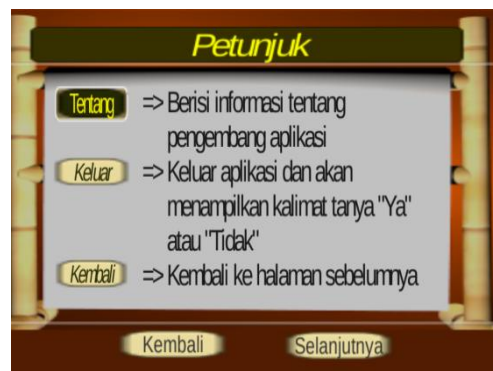 Petunjuk
Tentang => Berisi informasi tentang
pengembang aplikasi
Keluar => Keluar aplikasi dan akan
menampilkan kalimat tanya "Ya"
atau "Tidak"
Kembali => Kembali ke halaman sebelumnya
Kembali Selanjutnya